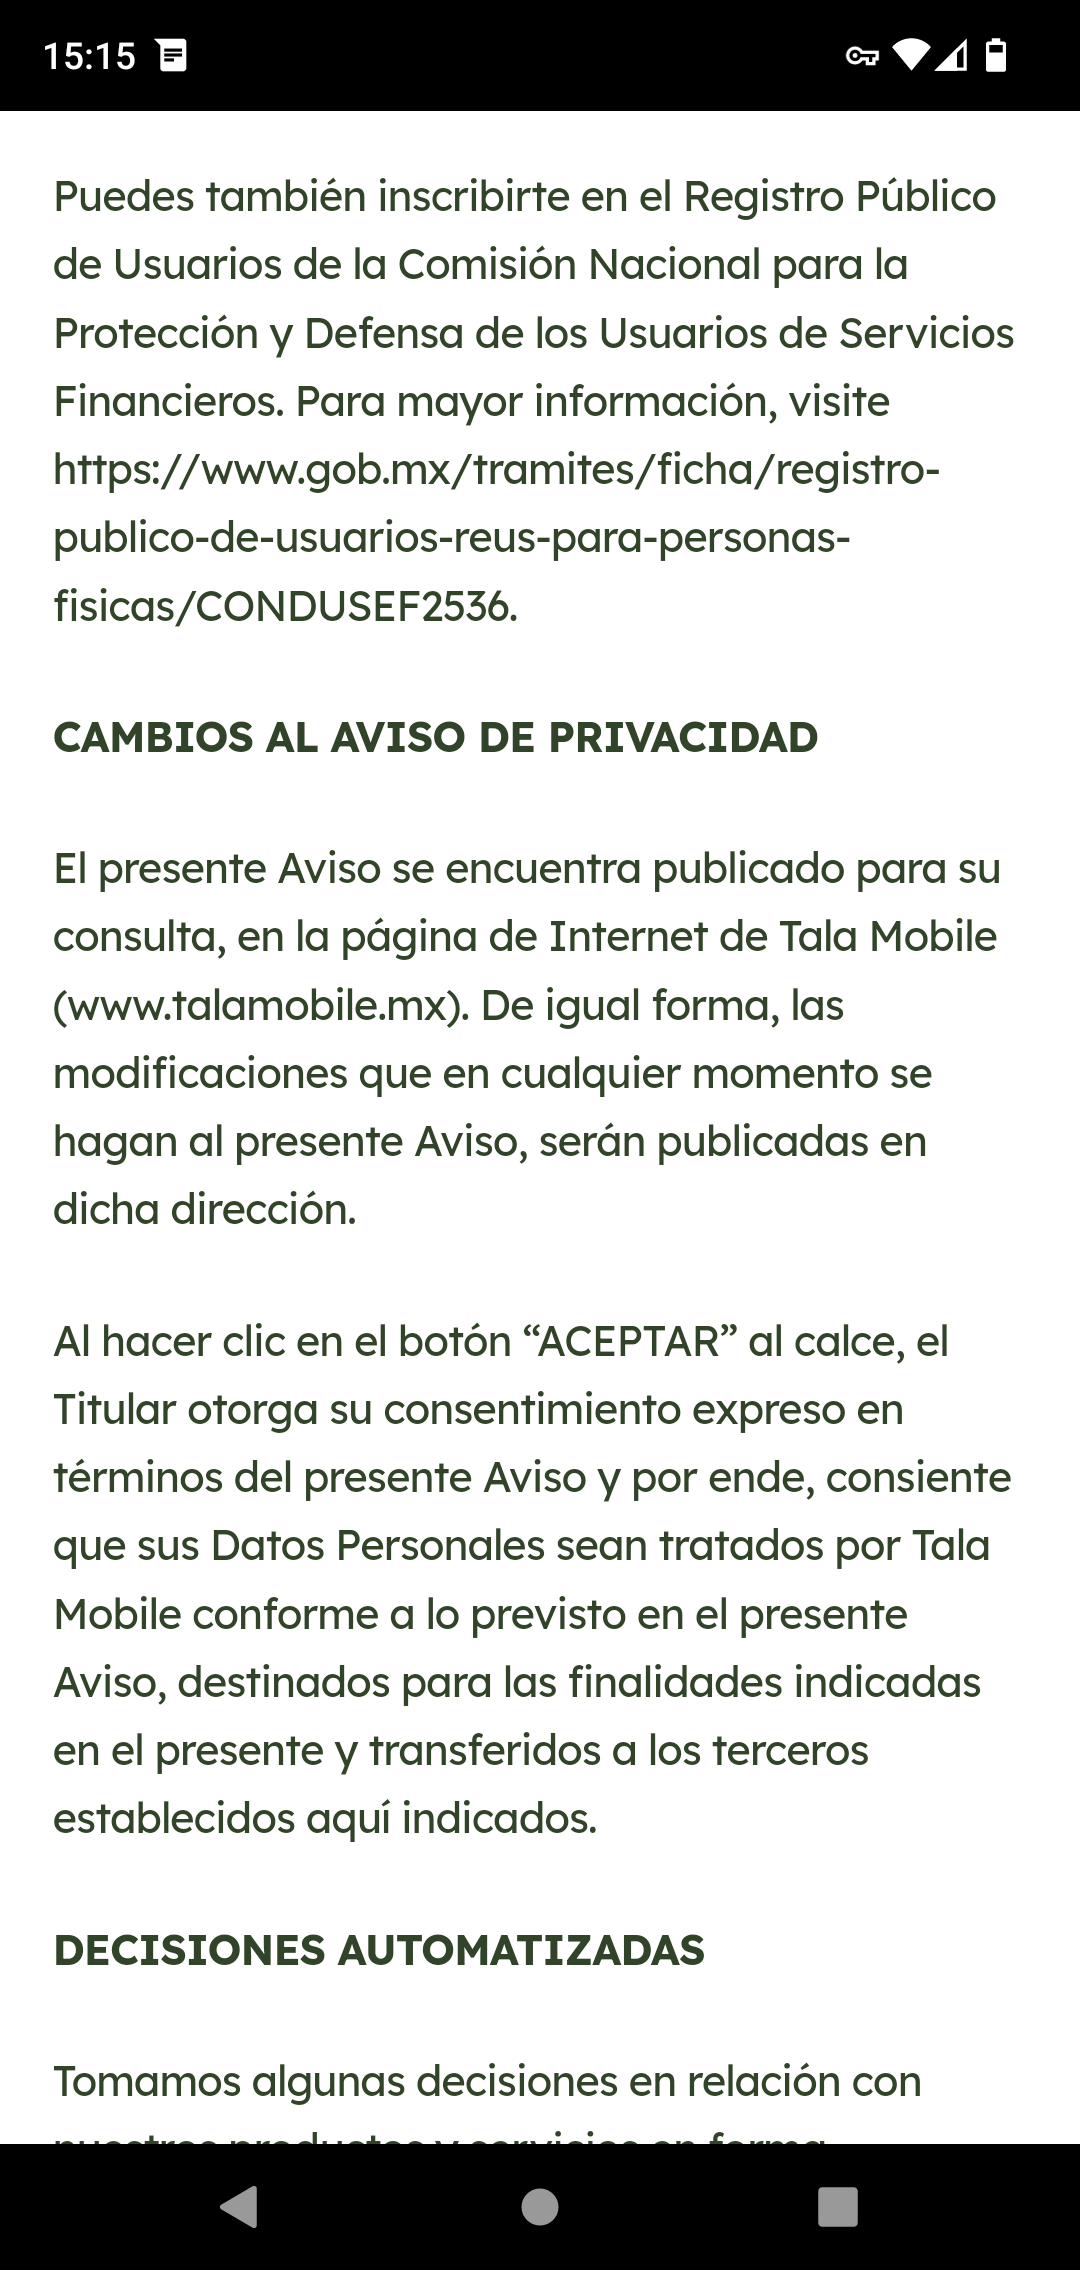 15:15
Puedes también inscribirte en el Registro Público
de Usuarios de la Comisión Nacional para la
Protección y Defensa de los Usuarios de Servicios
Financieros. Para mayor información, visite
https://www.gob.mx/tramites/ficha/registro-
publico-de-usuarios-reus-para-personas-
fisicas/CONDUSEF2536.
CAMBIOS AL AVISO DE PRIVACIDAD
El presente Aviso se encuentra publicado para su
consulta, en la página de Internet de Tala Mobile
(www.talamobile.mx). De igual forma, las
modificaciones que en cualquier momento se
hagan al presente Aviso, serán publicadas en
dicha dirección.
Al hacer clic en el botón “ACEPTAR” al calce, el
Titular otorga su consentimiento expreso en
términos del presente Aviso y por ende, consiente
que sus Datos Personales sean tratados por Tala
Mobile conforme a lo previsto en el presente
Aviso, destinados para las finalidades indicadas
en el presente y transferidos a los terceros
establecidos aquí indicados.
DECISIONES AUTOMATIZADAS
Tomamos algunas decisiones en relación con
nuestros productos y servicios en forma